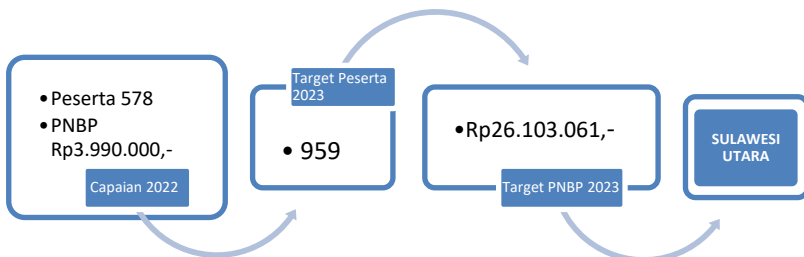 • Peserta 578
• PNBP
Rp3.990.000,-
Capaian 2022
Target Peserta
2023
• 959
•Rp26.103.061,-
Target PNBP 2023
SULAWESI
UTARA